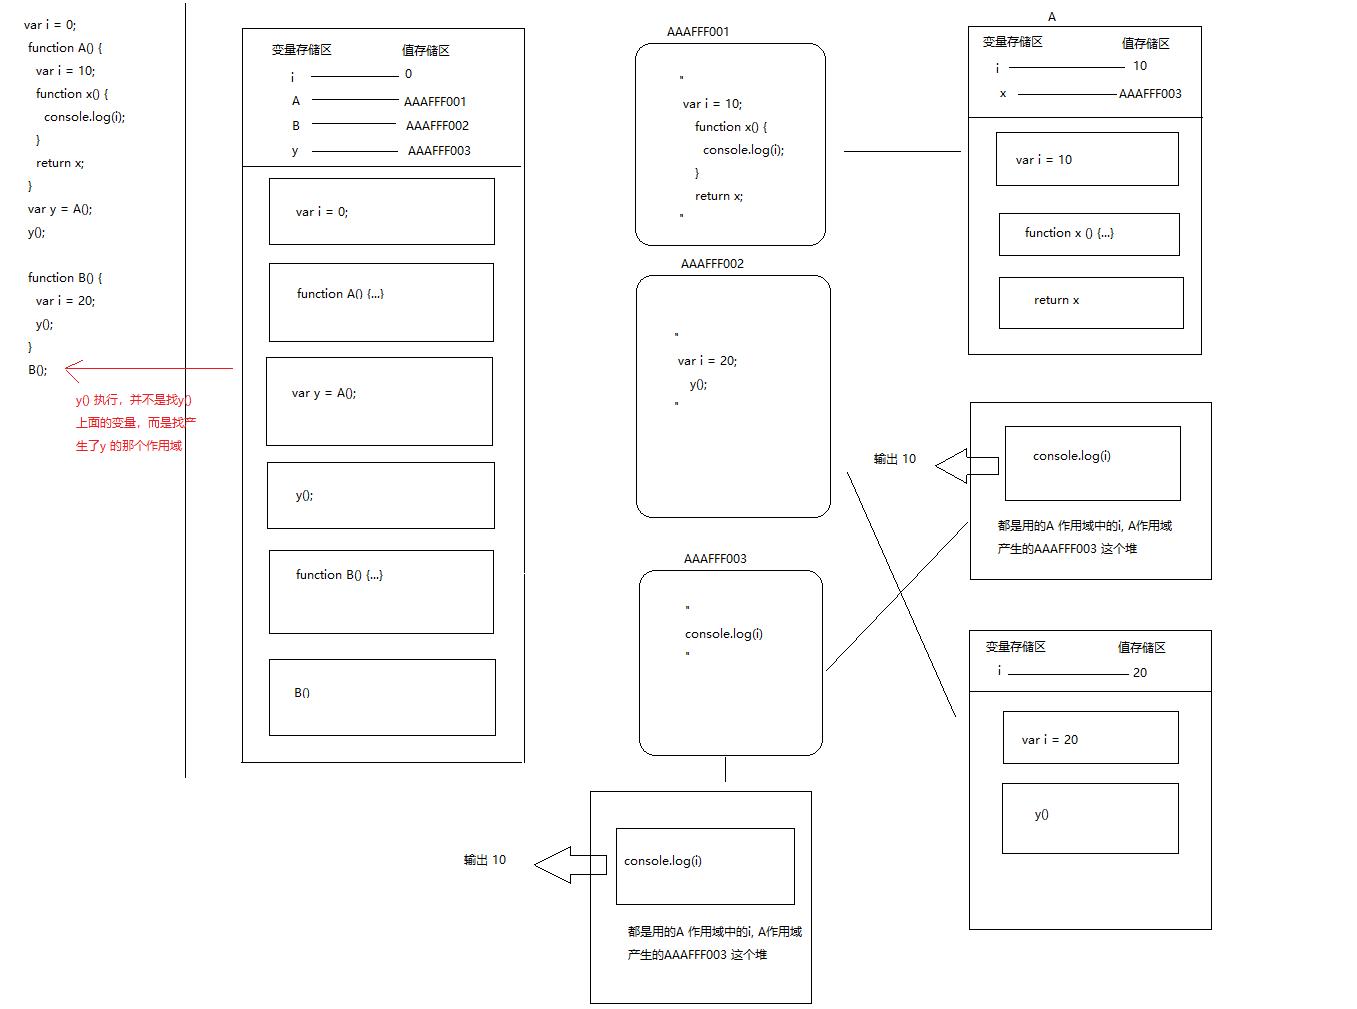 var i = 0;
function A() {
var i = 10;
function x() {
console.log(i);
}
return x;
}
var y = A();
y();
function B() {
var i = 20;
y();
}
B();
y() 执行，并不是找y()
上面的变量，而是找产
生了y 的那个作用域
变量存储区 值存储区
i 0
A AAAFFF001
B AAAFFF002
y AAAFFF003
var i = 0;
function A() {...}
var y = A();
y();
function B() {...}
B()
AAAFFF001
"
var i = 10;
function x() {
console.log(i);
}
return x;
"
AAAFFF002
"
var i = 20;
y();
"
AAAFFF003
"
console.log(i)
"
输出 10
console.log(i)
都是用的A 作用域中的i, A作用域
产生的AAAFFF003 这个堆
A
变量存储区 值存储区
i 10
x AAAFFF003
var i = 10
function x () {...}
return x
输出 10
console.log(i)
都是用的A 作用域中的i, A作用域
产生的AAAFFF003 这个堆
变量存储区 值存储区
i 20
var i = 20
y()